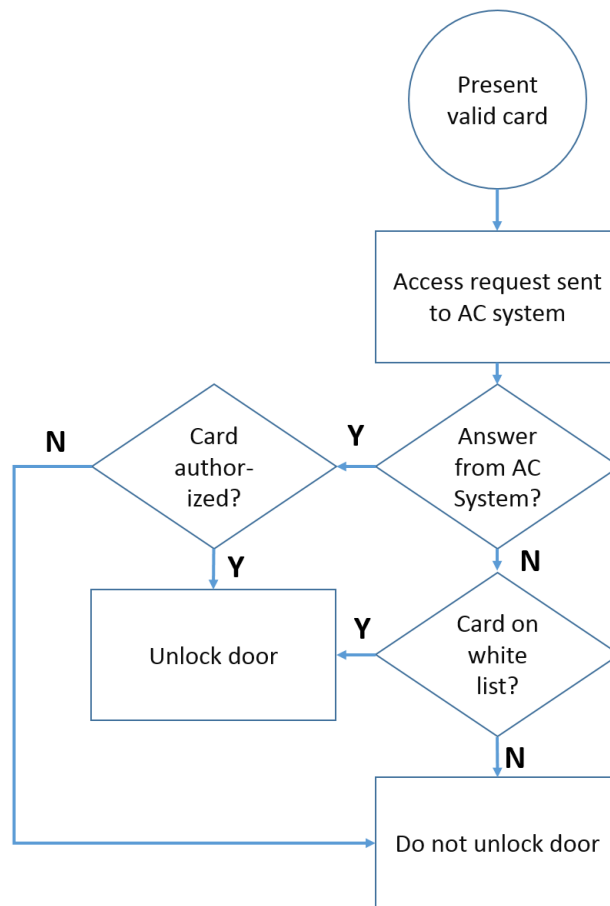 Present
valid card
Access request sent
to AC system
N
Card
author-
ized?
Y
Answer
from AC
System?
Y
N
Unlock door
Y
Card on
white
list?
N
Do not unlock door